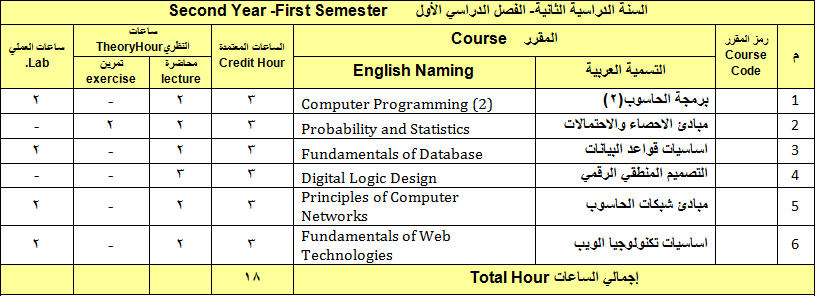 السنة الدراسية الثانية- الفصل الدراسي الأول Second Year -First Semester
م
رمز المقرر
Course
Code
المقرر Course
التسمية العربية
English Naming
الساعات المعتمدة
Credit Hour
ساعات
النظري TheoryHour
محاضرة
lecture
تمرين
exercise
ساعات العملي
Lab.
1 برمجة الحاسوب(٢) Computer Programming (2) ٣ ٢ - ٢
2 مبادئ الاحصاء والاحتمالات Probability and Statistics ٣ ٢ ٢ -
3 اساسيات قواعد البيانات Fundamentals of Database ٣ ٢ - ٢
4 التصميم المنطقي الرقمي Digital Logic Design ٣ ٣ - -
5 مبادئ شبكات الحاسوب Principles of Computer
Networks ٣ ٢ - ٢
6 اساسيات تكنولوجيا الويب Fundamentals of Web
Technologies ٣ ٢ - ٢
إجمالي الساعات Total Hour ١٨